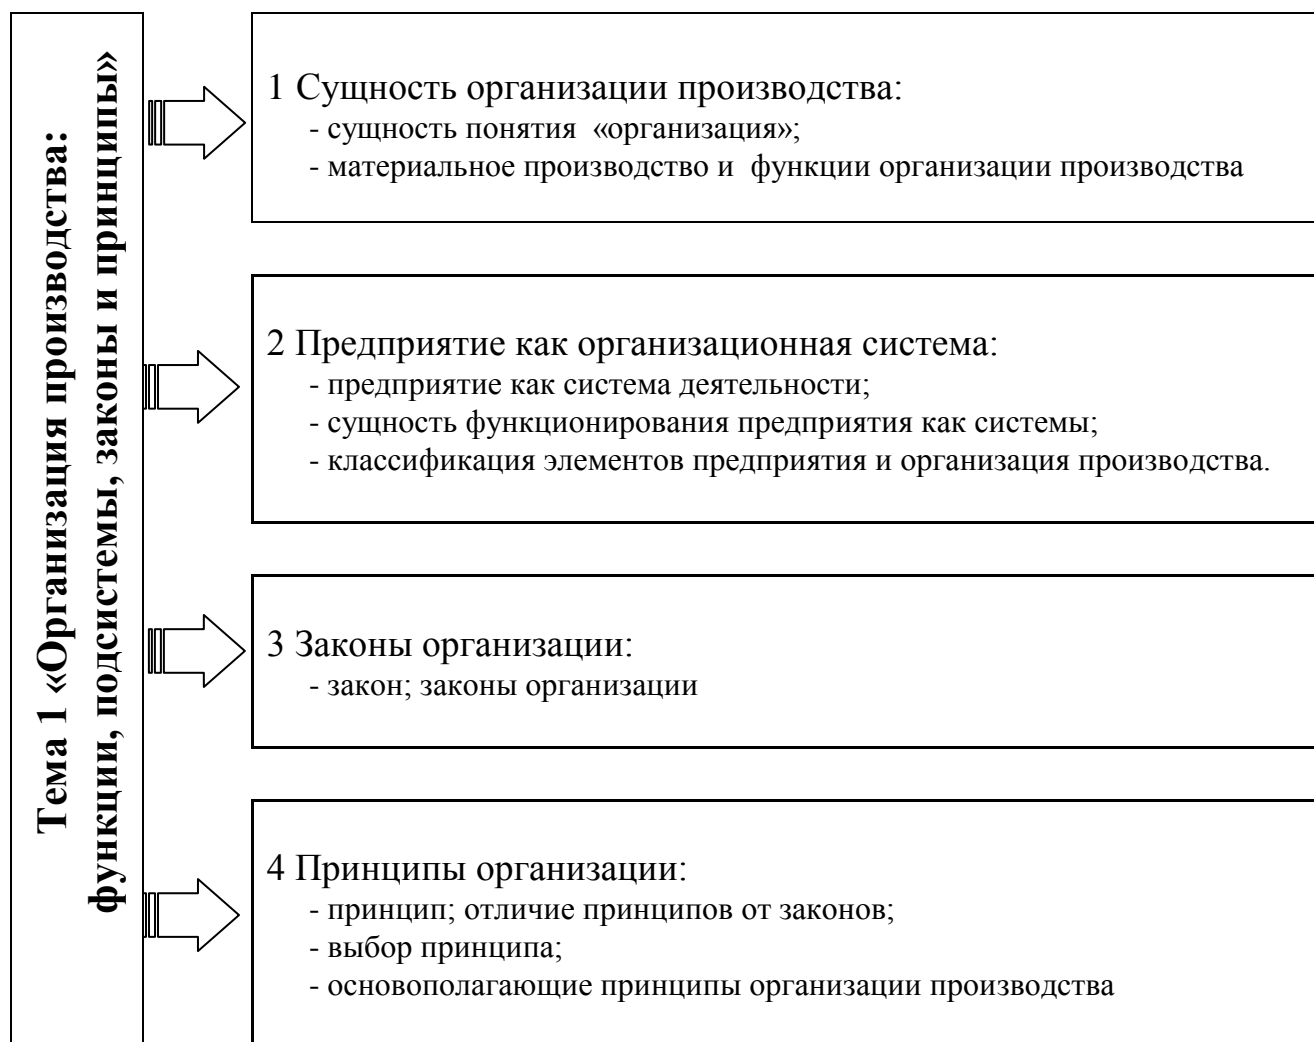 Тема 1 «Организация производства:
функции, подсистемы, законы и принципы»
1 Сущность организации производства:
- сущность понятия «организация»;
- материальное производство и функции организации производства
2 Предприятие как организационная система:
- предприятие как система деятельности;
- сущность функционирования предприятия как системы;
- классификация элементов предприятия и организация производства.
3 Законы организации:
- закон; законы организации
4 Принципы организации:
- принцип; отличие принципов от законов;
- выбор принципа;
- основополагающие принципы организации производства